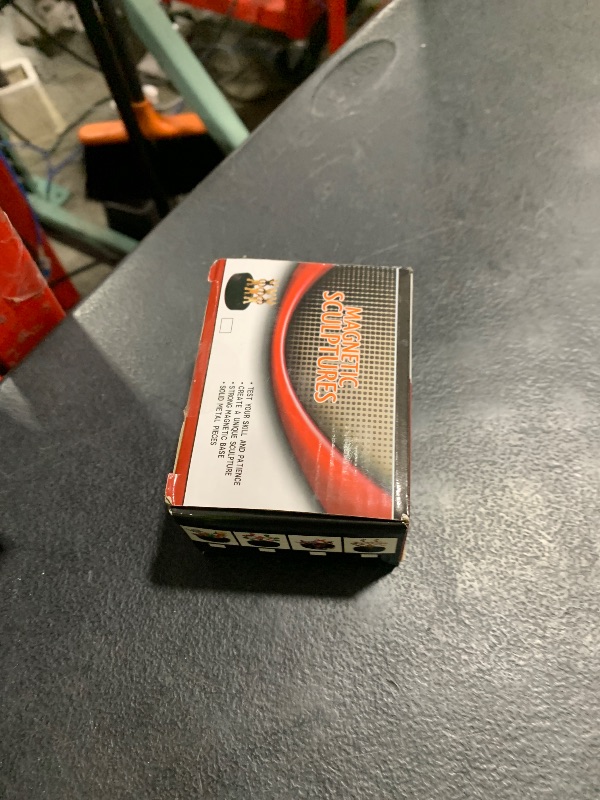 MAGNETIC
SCULPTURES
• TEST YOUR SKILL AND PATIENCE
• CREATE A UNIQUE SCULPTURE
• STRONG MAGNETIC BASE
• SOLID METAL PIECES